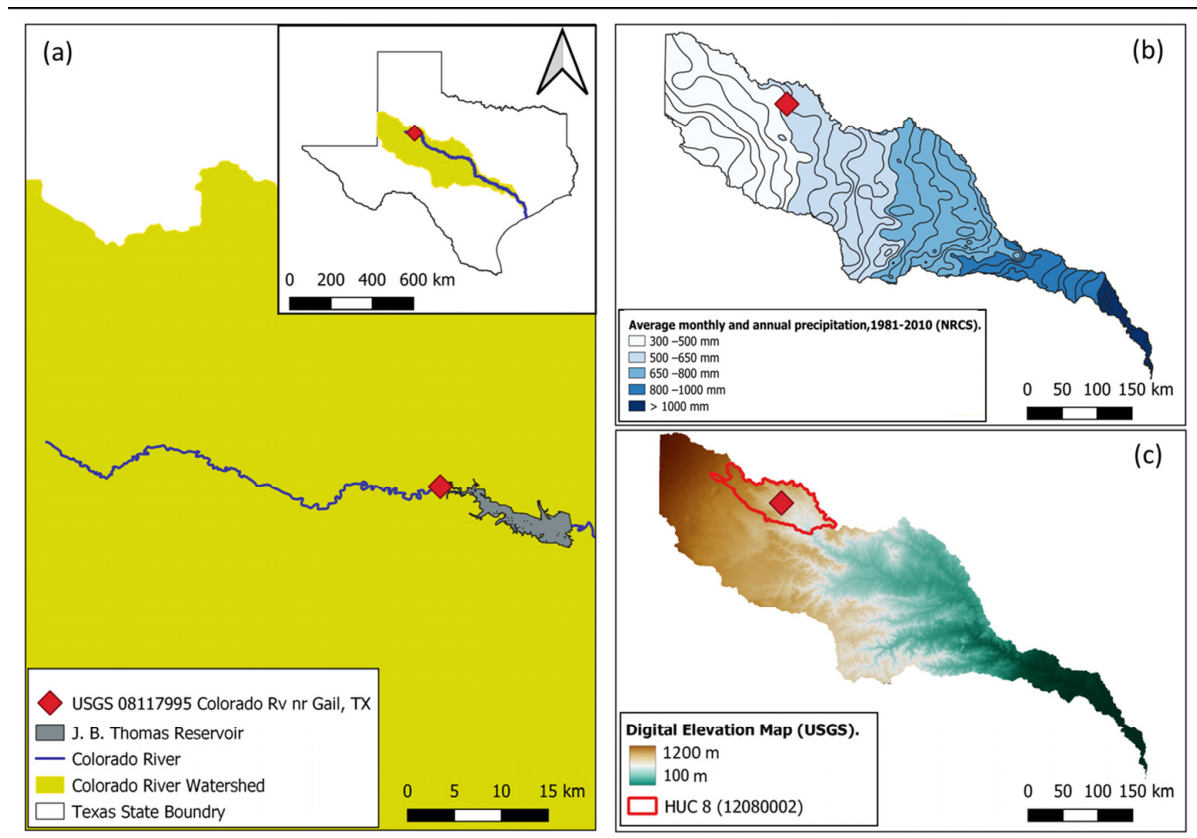 (a)
0 200 400 600 km
USGS 08117995 Colorado Rv nr Gail, TX
J. B. Thomas Reservoir
Colorado River
Colorado River Watershed
Texas State Boundry
0 5 10 15 km
(b)
Average monthly and annual precipitation,1981-2010 (NRCS).
300 –500 mm
500 –650 mm
650 –800 mm
800 –1000 mm
> 1000 mm
0 50 100 150 km
(c)
Digital Elevation Map (USGS).
1200 m
100 m
HUC 8 (12080002)
0 50 100 150 km